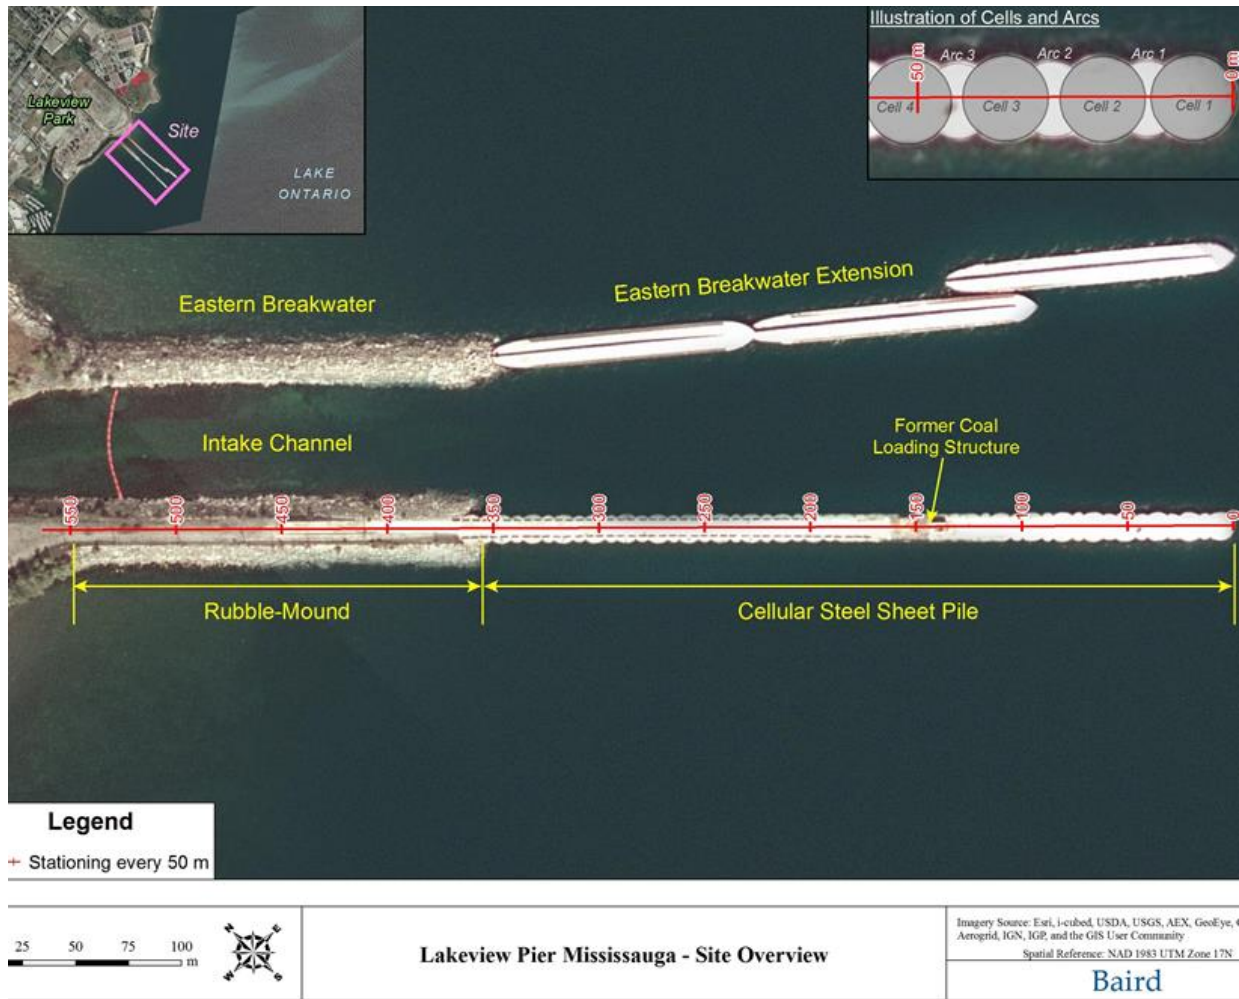 Lakeview
Park
Site
LAKE
ONTARIO
Illustration of Cells and Arcs
Arc 3
Arc 2
Arc 1
50 m
0 m
Cell 4
Cell 3
Cell 2
Cell 1
Eastern Breakwater
Eastern Breakwater Extension
Intake Channel
Former Coal
Loading Structure
550
500
450
400
350
300
250
200
150
100
50
0
Rubble-Mound
Cellular Steel Sheet Pile
Legend
Stationing every 50 m
25 50 75 100
m
N E
W S
Lakeview Pier Mississauga - Site Overview
Imagery Source: Esri, i-cubed, USDA, USGS, AEX, GeoEye,
Aerogrid, IGN, IGP, and the GIS User Community
Spatial Reference: NAD 1983 UTM Zone 17N
Baird